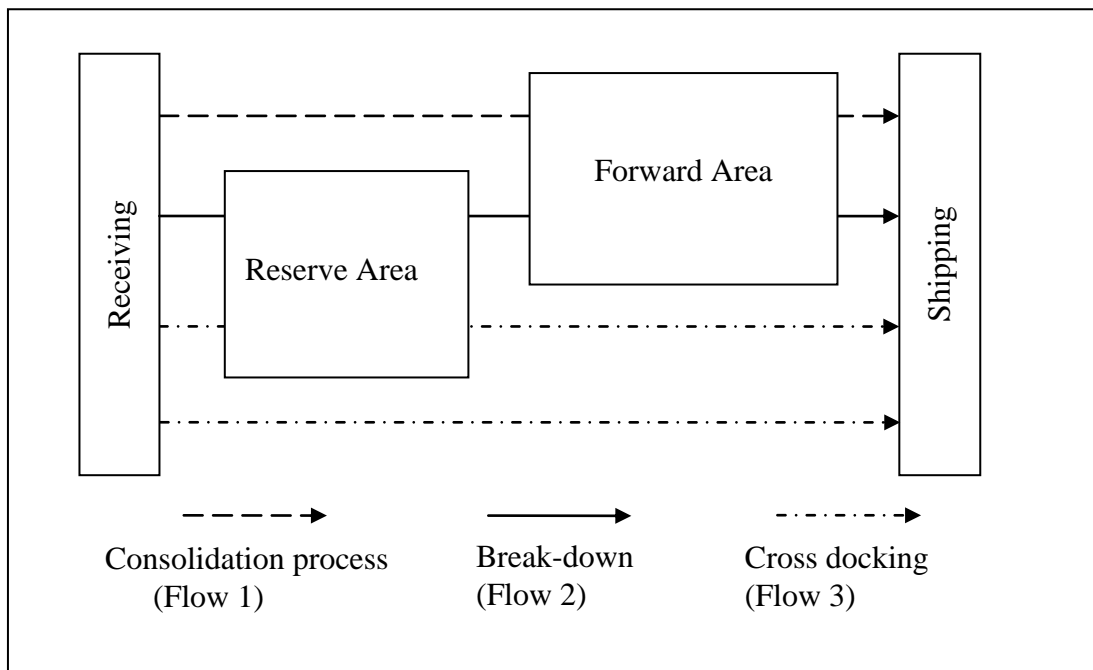 Receiving
Forward Area
Reserve Area
Shipping
Consolidation process
(Flow 1)
Break-down
(Flow 2)
Cross docking
(Flow 3)